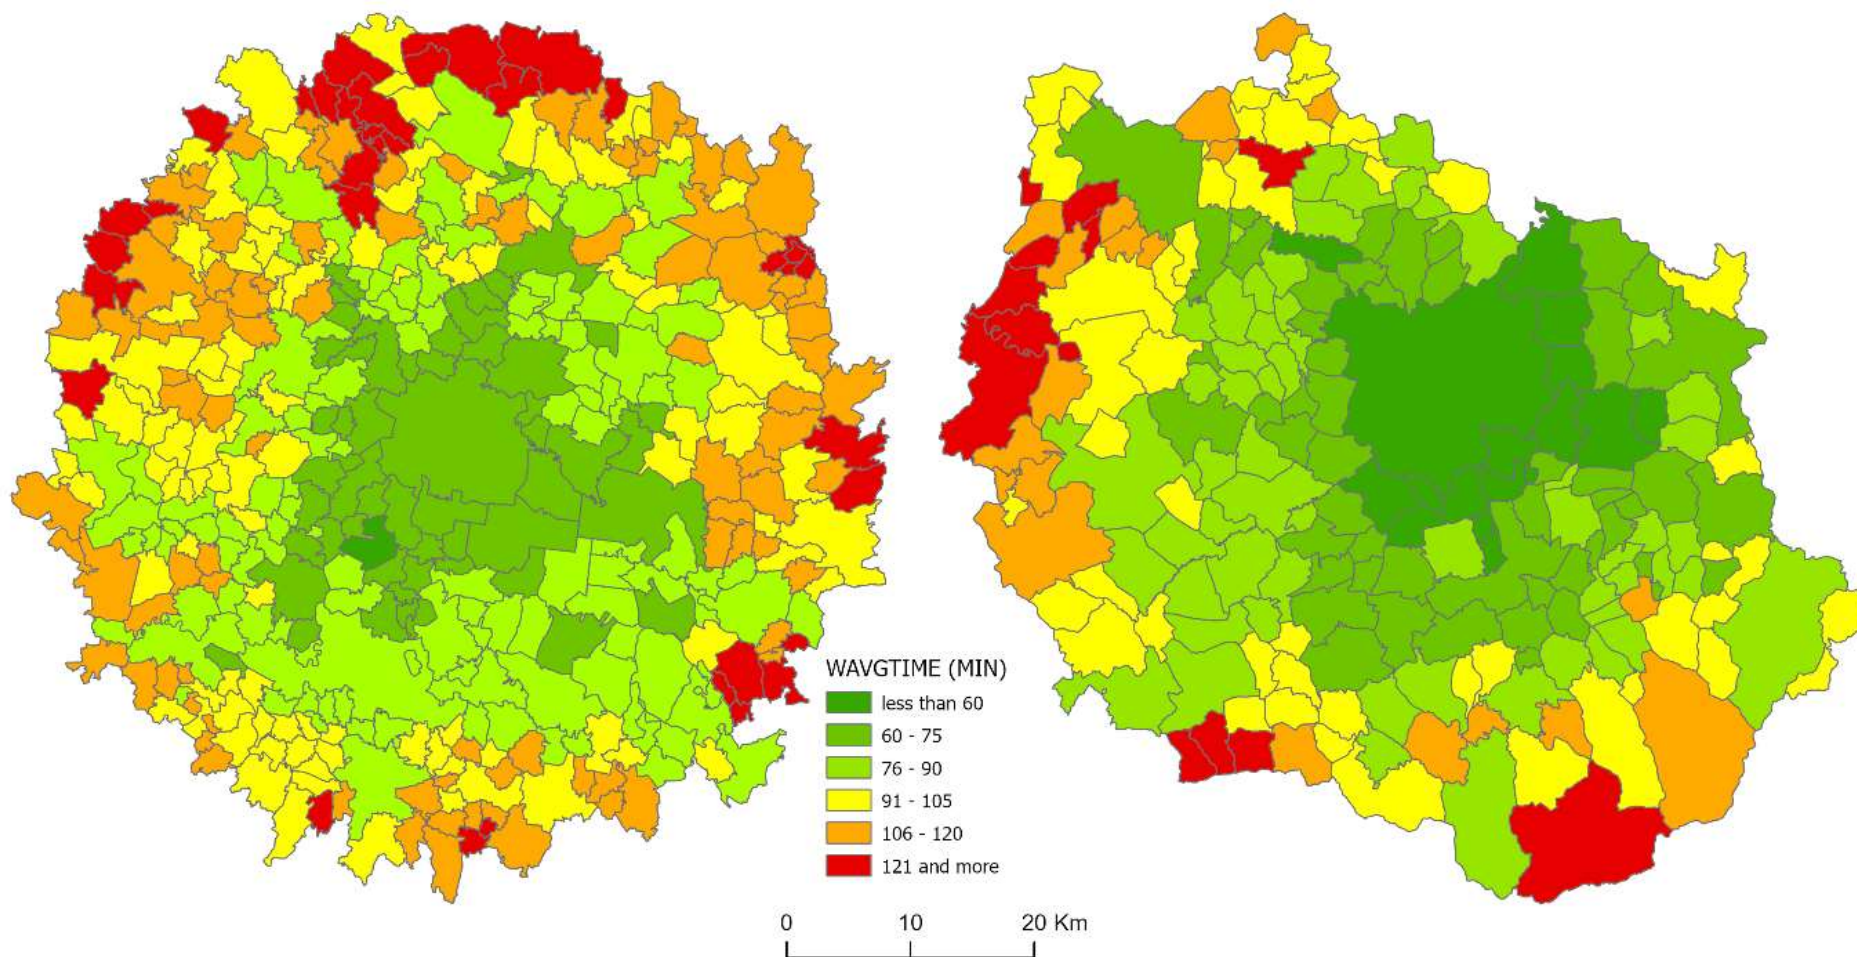 WAVGTIME (MIN)
less than 60
60 - 75
76 - 90
91 - 105
106 - 120
121 and more
0 10 20 Km